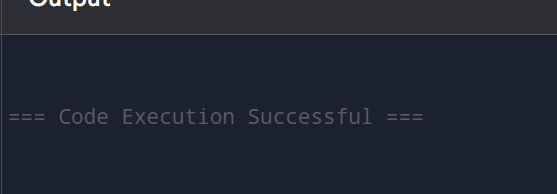 Output
=== Code Execution Successful ===